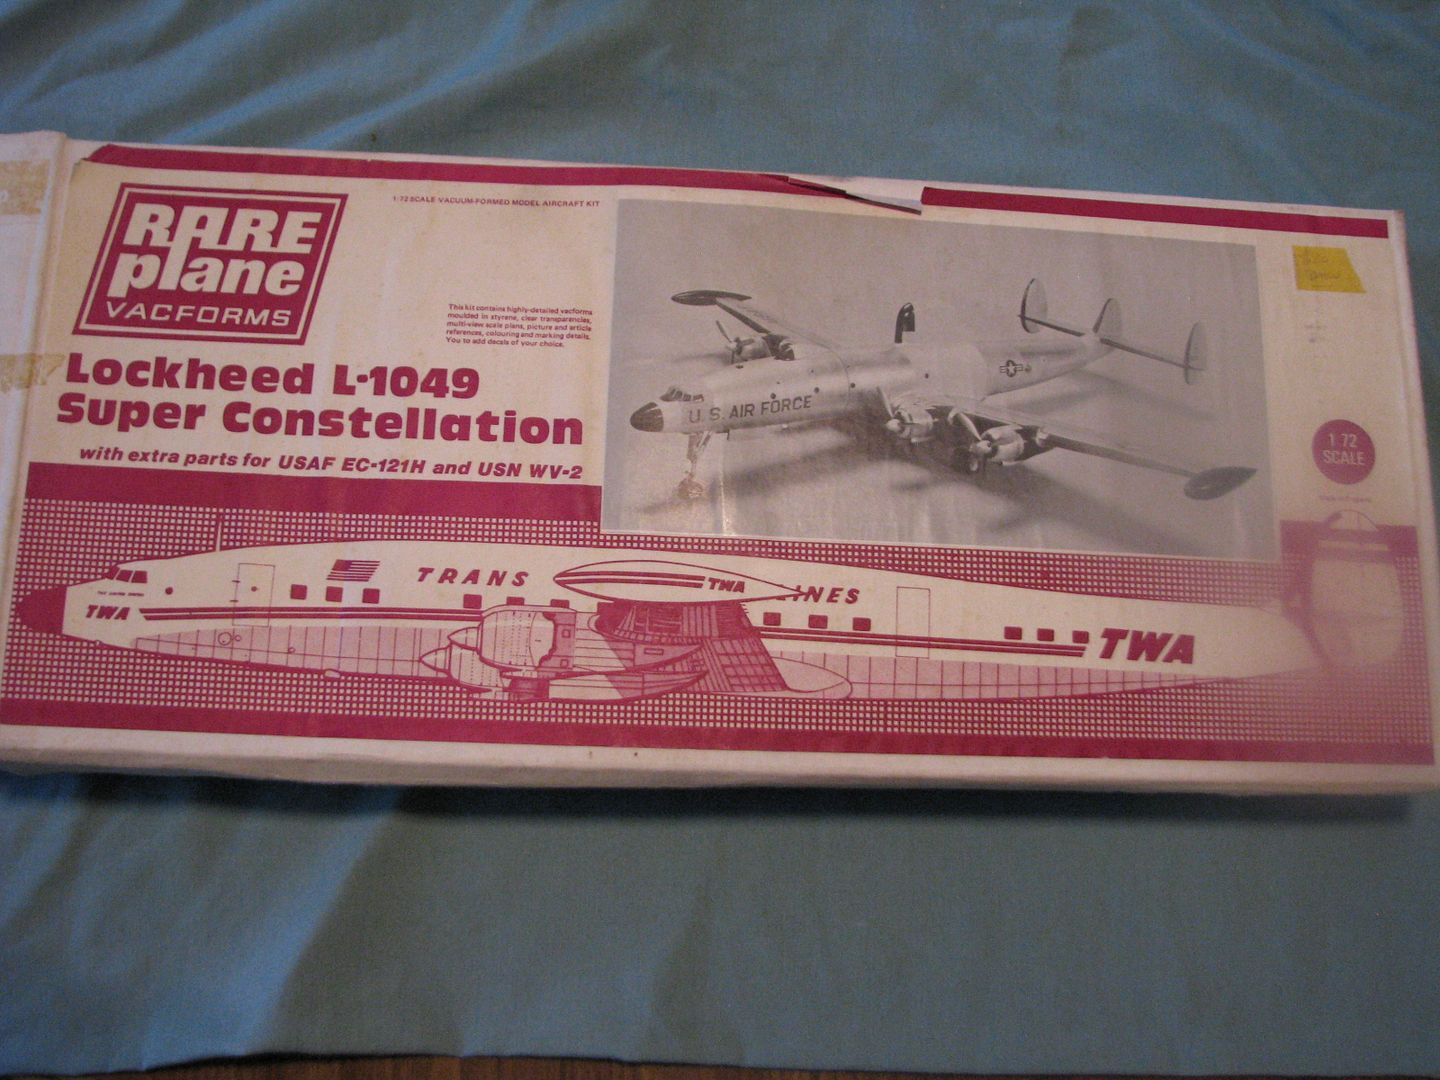 RARE
plane
VACFORMS
1:72 SCALE VACUUM-FORMED MODEL AIRCRAFT KIT
This kit contains highly-detailed vacforms
moulded in styrene, clear transparencies,
multi-view scale plans, picture and article
references, colouring and marking details.
You to add decals of your choice.
Lockheed L-1049
Super Constellation
with extra parts for USAF EC-121H and USN WV-2
U.S. AIR FORCE
1 72
SCALE
TRANS
TWA
INES
TWA
TWA